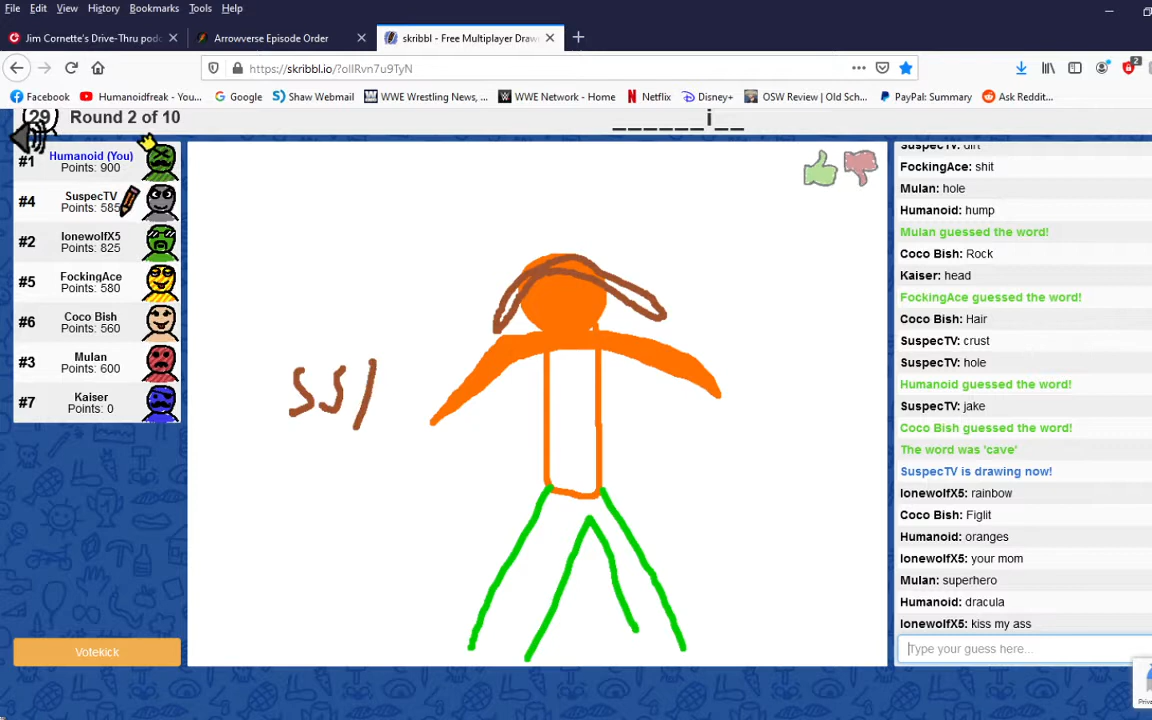 File Edit View History Bookmarks Tools Help
Jim Cornette's Drive-Thru podc
Arrowverse Episode Order
skribbl - Free Multiplayer Draw
https://skribbl.io/?olIRvn7u9TyN
Facebook
Humanoidfreak - You...
Google
Shaw Webmail
WWE Wrestling News, ...
WWE Network - Home
Netflix
Disney+
OSW Review | Old Sch...
PayPal: Summary
Ask Reddit...
2
29 Round 2 of 10
______i__
#1 Humanoid (You)
Points: 900
#4 SuspecTV
Points: 585
#2 lonewolfX5
Points: 825
#5 FockingAce
Points: 580
#6 Coco Bish
Points: 560
#3 Mulan
Points: 600
#7 Kaiser
Points: 0
Votekick
SuspecTV: dirt
FockingAce: shit
Mulan: hole
Humanoid: hump
Mulan guessed the word!
Coco Bish: Rock
Kaiser: head
FockingAce guessed the word!
Coco Bish: Hair
SuspecTV: crust
SuspecTV: hole
Humanoid guessed the word!
SuspecTV: jake
Coco Bish guessed the word!
The word was 'cave'
SuspecTV is drawing now!
lonewolfX5: rainbow
Coco Bish: Figlit
Humanoid: oranges
lonewolfX5: your mom
Mulan: superhero
Humanoid: dracula
lonewolfX5: kiss my ass
Type your guess here...